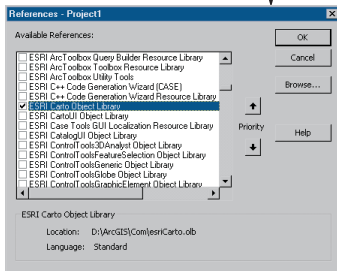 References - Project1
Available References:
OK
Cancel
Browse...
Priority
Help
ESRI ArcToolbox Query Builder Resource Library
ESRI ArcToolbox Toolbox Resource Library
ESRI ArcToolbox Utility Tools
ESRI C++ Code Generation Wizard (CASE)
ESRI C++ Code Generation Wizard Resource Library
ESRI Carto Object Library
ESRI CartoUI Object Library
ESRI Case Tools GUI Localization Resource Library
ESRI CatalogUI Object Library
ESRI ControlTools3DAnalyst Object Library
ESRI ControlToolsFeatureSelection Object Library
ESRI ControlToolsGeneric Object Library
ESRI ControlToolsGlobe Object Library
ESRI ControlToolsGraphicElement Object Library
ESRI Carto Object Library
Location: D:\ArcGIS\Com\esriCarto.olb
Language: Standard